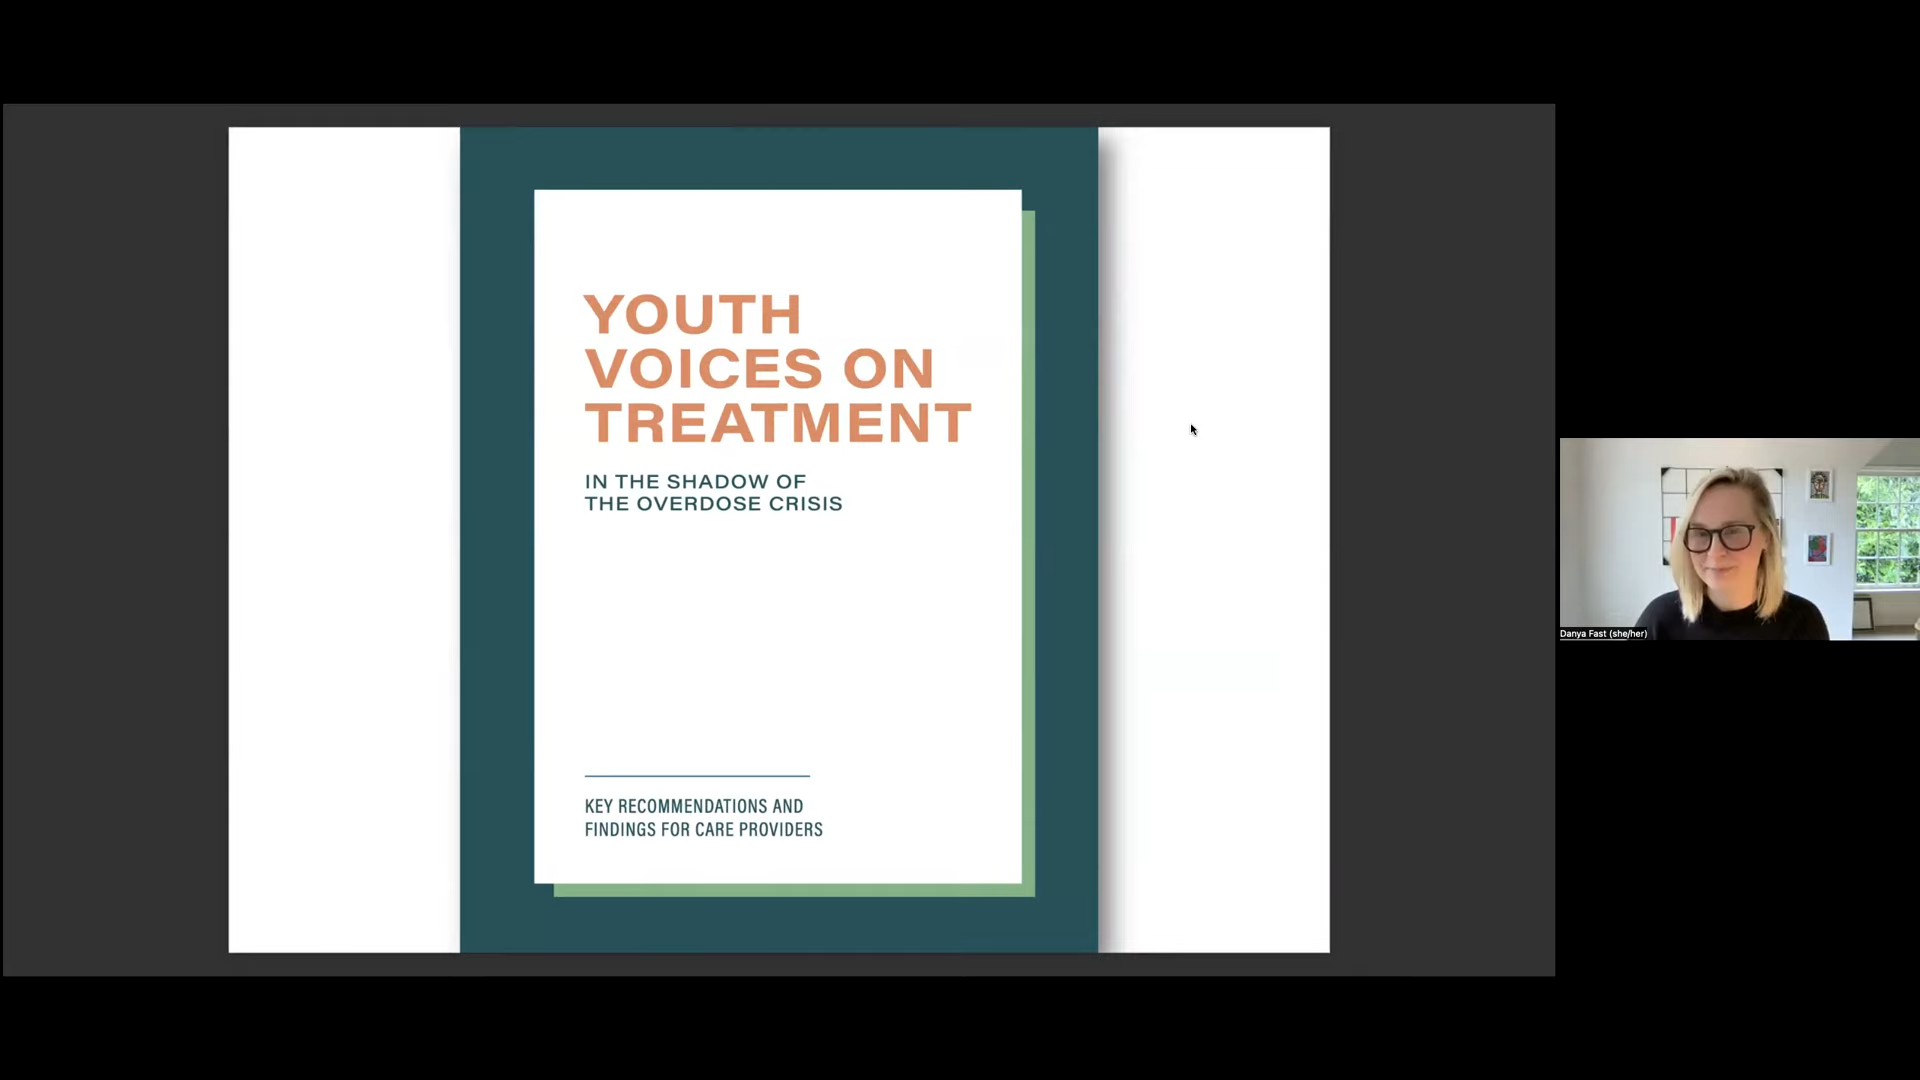 YOUTH
VOICES ON
TREATMENT
IN THE SHADOW OF
THE OVERDOSE CRISIS
KEY RECOMMENDATIONS AND
FINDINGS FOR CARE PROVIDERS
Danya Fast (she/her)